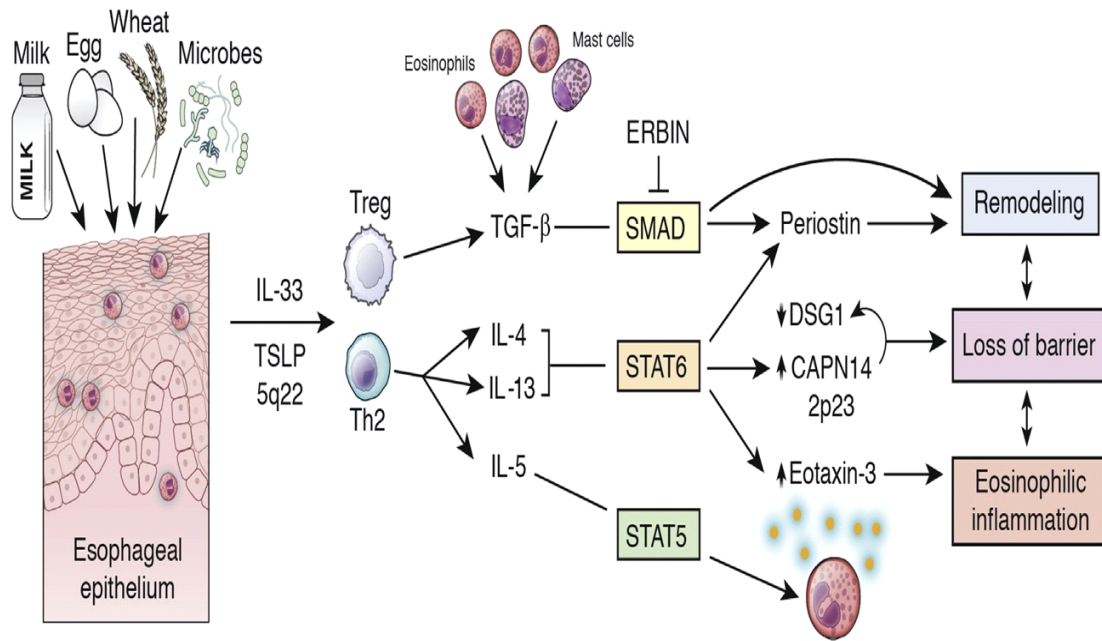 Milk
Egg
Wheat
Microbes
MILK
Esophageal
epithelium
IL-33
TSLP
5q22
Treg
Th2
Eosinophils
Mast cells
TGF-β
IL-4
IL-13
IL-5
ERBIN
SMAD
STAT6
STAT5
Periostin
DSG1
CAPN14
2p23
Eotaxin-3
Remodeling
Loss of barrier
Eosinophilic
inflammation